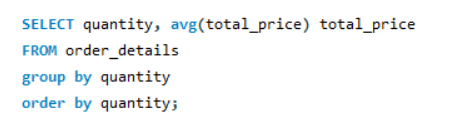 SELECT quantity, avg(total_price) total_price
FROM order_details
group by quantity
order by quantity;